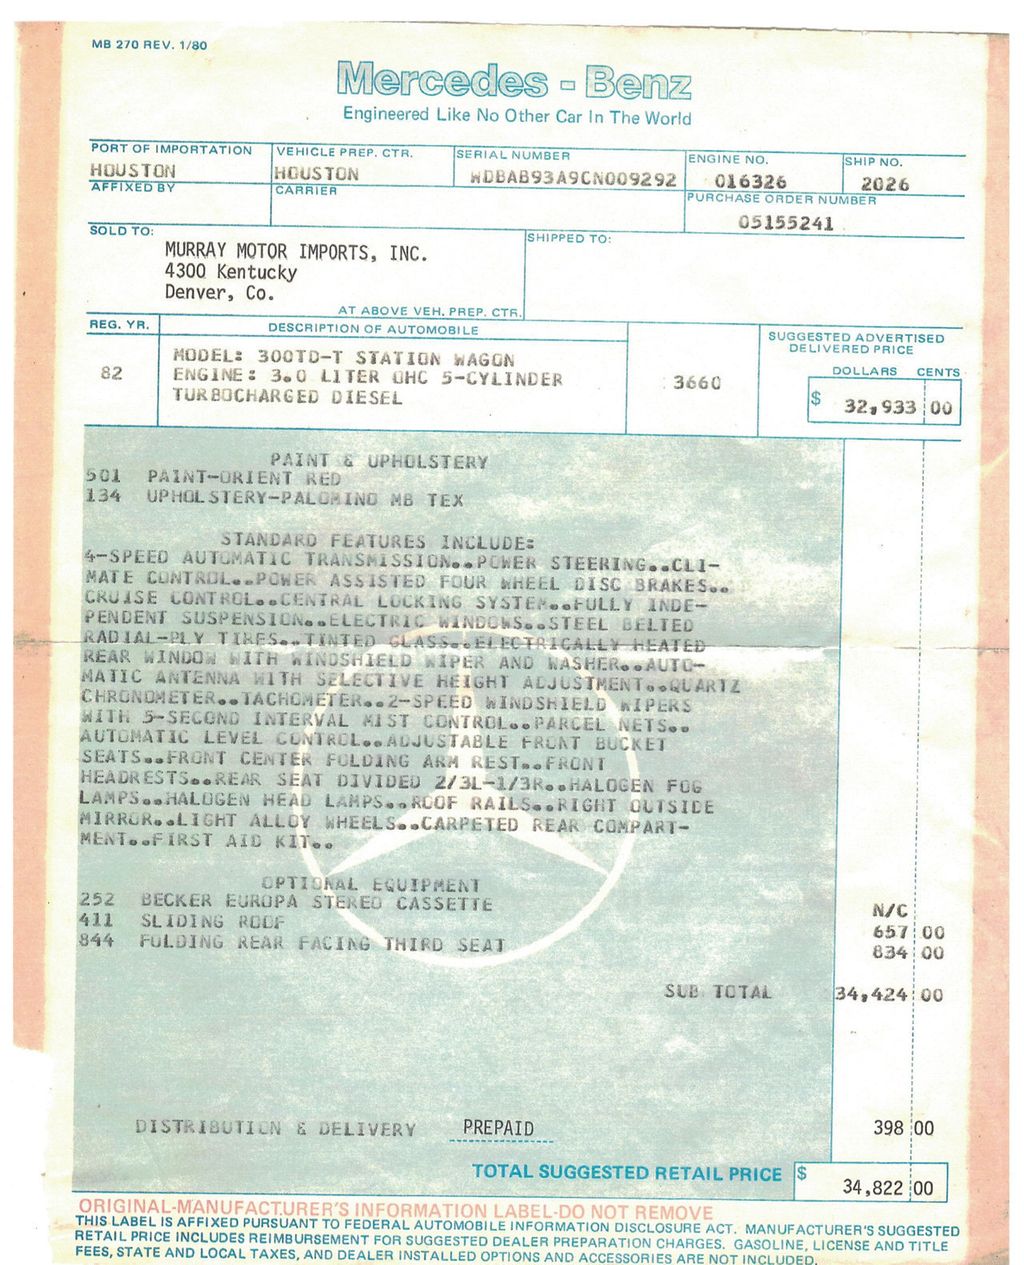 MB 270 REV. 1/80
Mercedes - Benz
Engineered Like No Other Car In The World
PORT OF IMPORTATION VEHICLE PREP. CTR. SERIAL NUMBER ENGINE NO. SHIP NO.
HOUSTON HOUSTON WDBAB93A9CN009292 016326 2026
AFFIXED BY CARRIER PURCHASE ORDER NUMBER
05155241
SOLD TO: SHIPPED TO:
MURRAY MOTOR IMPORTS, INC.
4300 Kentucky
Denver, Co.
AT ABOVE VEH. PREP. CTR.
REG. YR. DESCRIPTION OF AUTOMOBILE SUGGESTED ADVERTISED
DELIVERED PRICE
MODEL: 300TD-T STATION WAGON
82 ENGINE: 3.0 LITER OHC 5-CYLINDER 3660 DOLLARS CENTS
TURBOCHARGED DIESEL $ 32,933 00
PAINT & UPHOLSTERY
501 PAINT-ORIENT RED
134 UPHOLSTERY-PALOMINO MB TEX
STANDARD FEATURES INCLUDE:
4-SPEED AUTOMATIC TRANSMISSION..POWER STEERING..CLI-
MATE CONTROL..POWER ASSISTED FOUR WHEEL DISC BRAKES..
CRUISE CONTROL..CENTRAL LOCKING SYSTEM..FULLY INDE-
PENDENT SUSPENSION..ELECTRIC WINDOWS..STEEL BELTED
RADIAL-PLY TIRES..TINTED GLASS..ELECTRICALLY HEATED
REAR WINDOW WITH WINDSHIELD WIPER AND WASHER..AUTO-
MATIC ANTENNA WITH SELECTIVE HEIGHT ADJUSTMENT..QUARTZ
CHRONOMETER..TACHOMETER..2-SPEED WINDSHIELD WIPERS
WITH 5-SECOND INTERVAL MIST CONTROL..PARCEL NETS..
AUTOMATIC LEVEL CONTROL..ADJUSTABLE FRONT BUCKET
SEATS..FRONT CENTER FOLDING ARM REST..FRONT
HEADRESTS..REAR SEAT DIVIDED 2/3L-1/3R..HALOGEN FOG
LAMPS..HALOGEN HEAD LAMPS..ROOF RAILS..RIGHT OUTSIDE
MIRROR..LIGHT ALLOY WHEELS..CARPETED REAR COMPART-
MENT..FIRST AID KIT..
OPTIONAL EQUIPMENT
252 BECKER EUROPA STEREO CASSETTE N/C
411 SLIDING ROOF 657 00
844 FOLDING REAR FACING THIRD SEAT 834 00
SUB TOTAL 34,424 00
DISTRIBUTION & DELIVERY PREPAID 398 00
TOTAL SUGGESTED RETAIL PRICE $ 34,822 00
ORIGINAL-MANUFACTURER'S INFORMATION LABEL-DO NOT REMOVE
THIS LABEL IS AFFIXED PURSUANT TO FEDERAL AUTOMOBILE INFORMATION DISCLOSURE ACT. MANUFACTURER'S SUGGESTED
RETAIL PRICE INCLUDES REIMBURSEMENT FOR SUGGESTED DEALER PREPARATION CHARGES. GASOLINE, LICENSE AND TITLE
FEES, STATE AND LOCAL TAXES, AND DEALER INSTALLED OPTIONS AND ACCESSORIES ARE NOT INCLUDED.